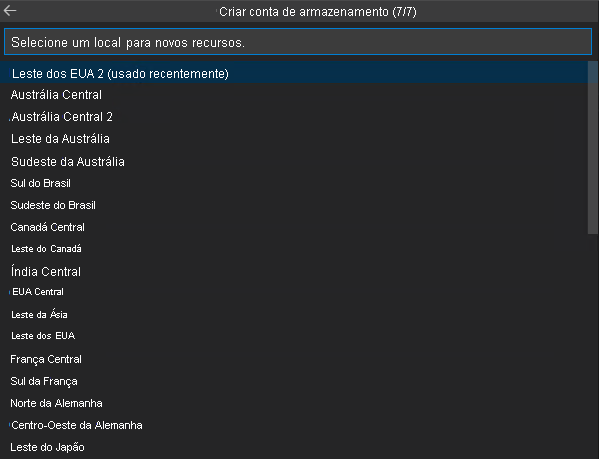 Criar conta de armazenamento (7/7)
Selecione um local para novos recursos.
Leste dos EUA 2 (usado recentemente)
Austrália Central
Austrália Central 2
Leste da Austrália
Sudeste da Austrália
Sul do Brasil
Sudeste do Brasil
Canadá Central
Leste do Canadá
Índia Central
EUA Central
Leste da Ásia
Leste dos EUA
França Central
Sul da França
Norte da Alemanha
Centro-Oeste da Alemanha
Leste do Japão